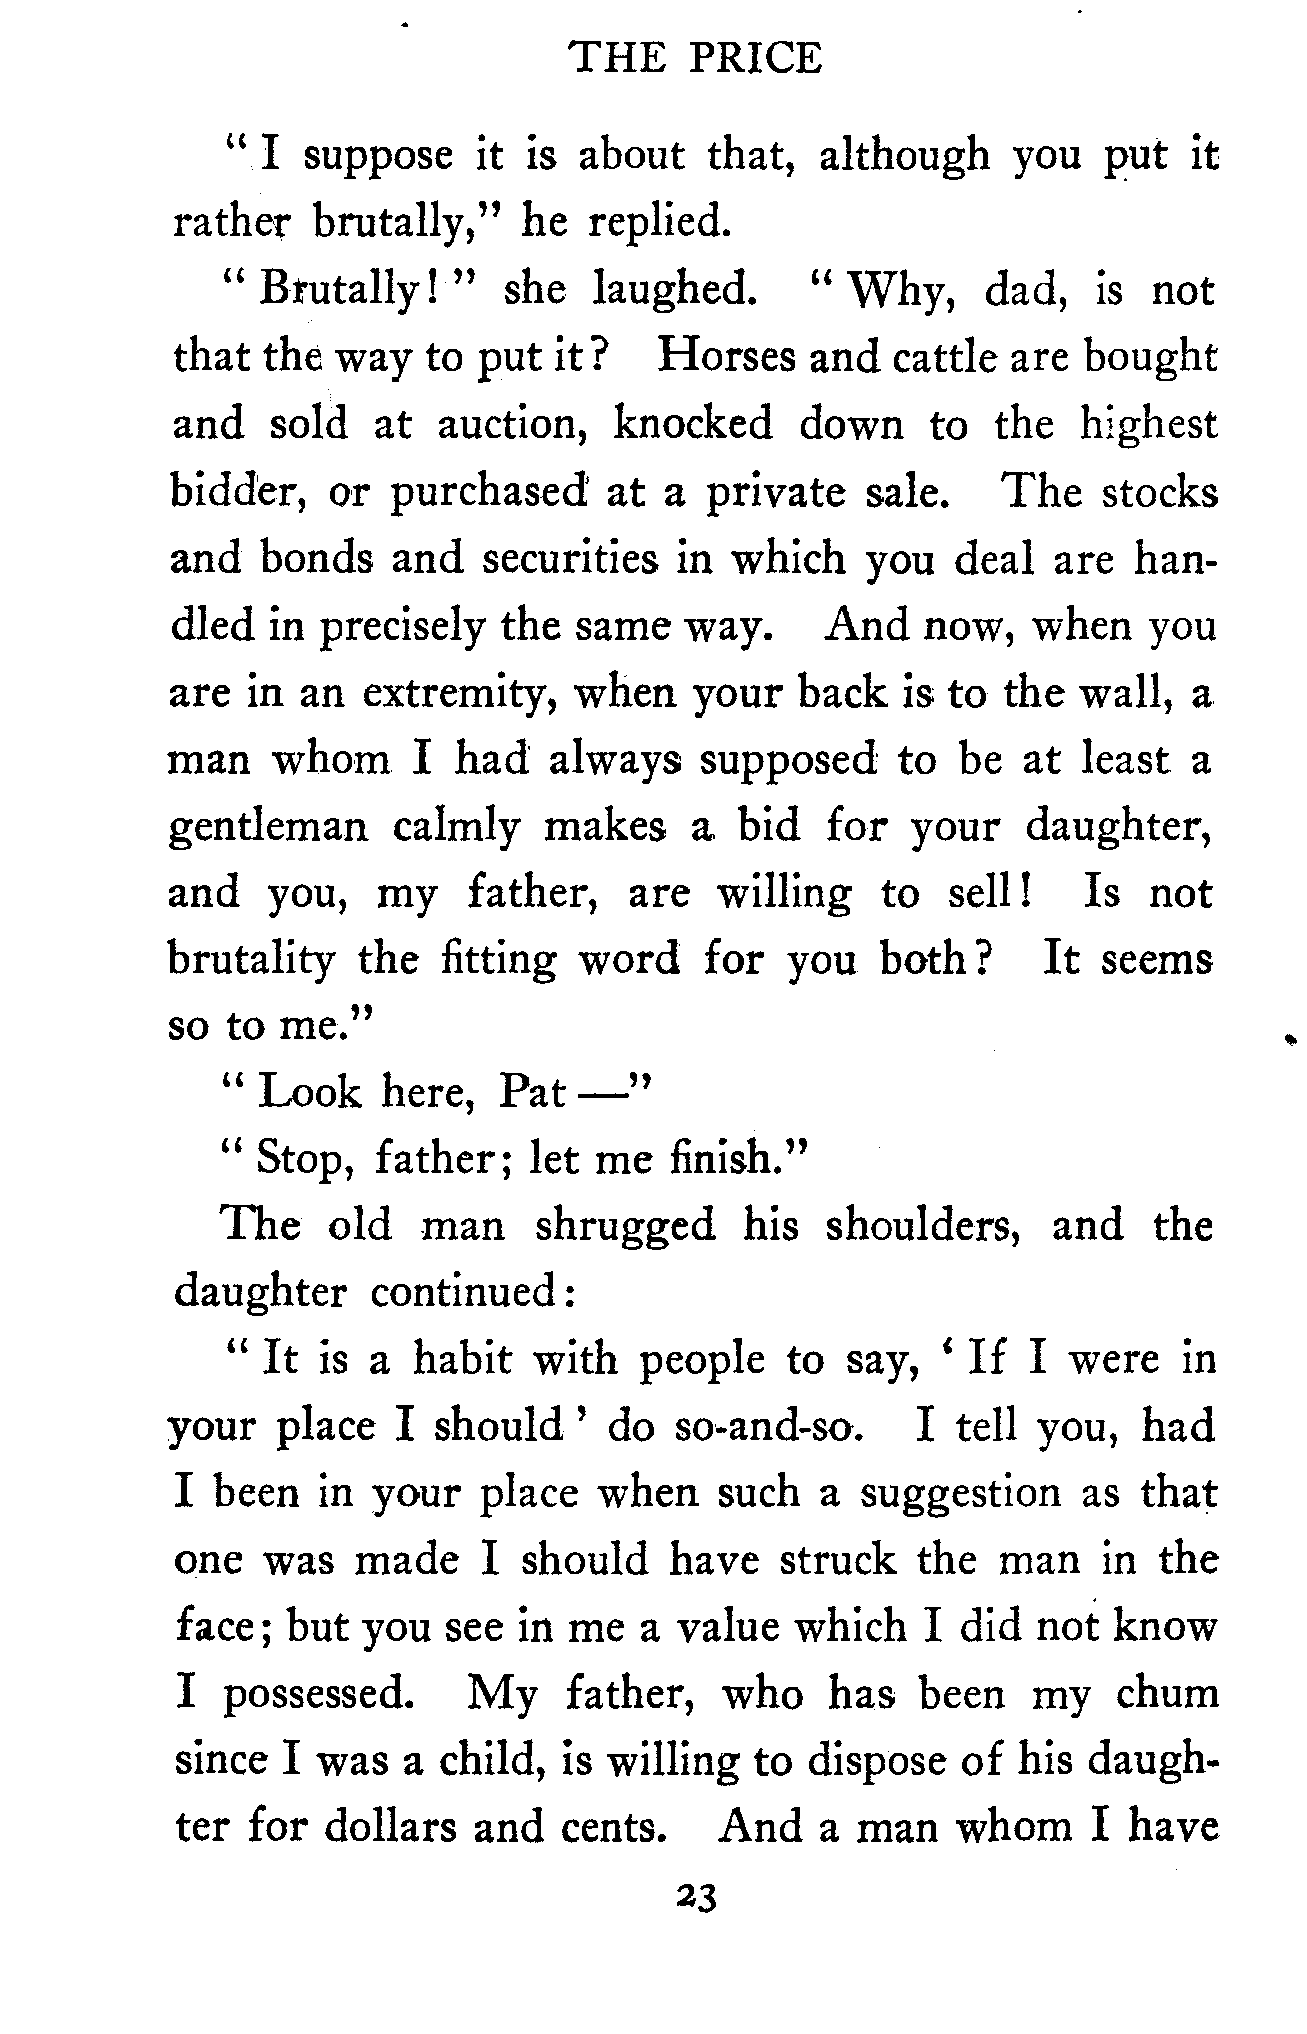 THE PRICE
“ I suppose it is about that, although you put it
rather brutally,” he replied.
“ Brutally! ” she laughed. “ Why, dad, is not
that the way to put it? Horses and cattle are bought
and sold at auction, knocked down to the highest
bidder, or purchased at a private sale. The stocks
and bonds and securities in which you deal are han-
dled in precisely the same way. And now, when you
are in an extremity, when your back is to the wall, a
man whom I had always supposed to be at least a
gentleman calmly makes a bid for your daughter,
and you, my father, are willing to sell! Is not
brutality the fitting word for you both? It seems
so to me.”
“ Look here, Pat —”
“ Stop, father; let me finish.”
The old man shrugged his shoulders, and the
daughter continued:
“ It is a habit with people to say, ‘ If I were in
your place I should ’ do so-and-so. I tell you, had
I been in your place when such a suggestion as that
one was made I should have struck the man in the
face; but you see in me a value which I did not know
I possessed. My father, who has been my chum
since I was a child, is willing to dispose of his daugh-
ter for dollars and cents. And a man whom I have
23